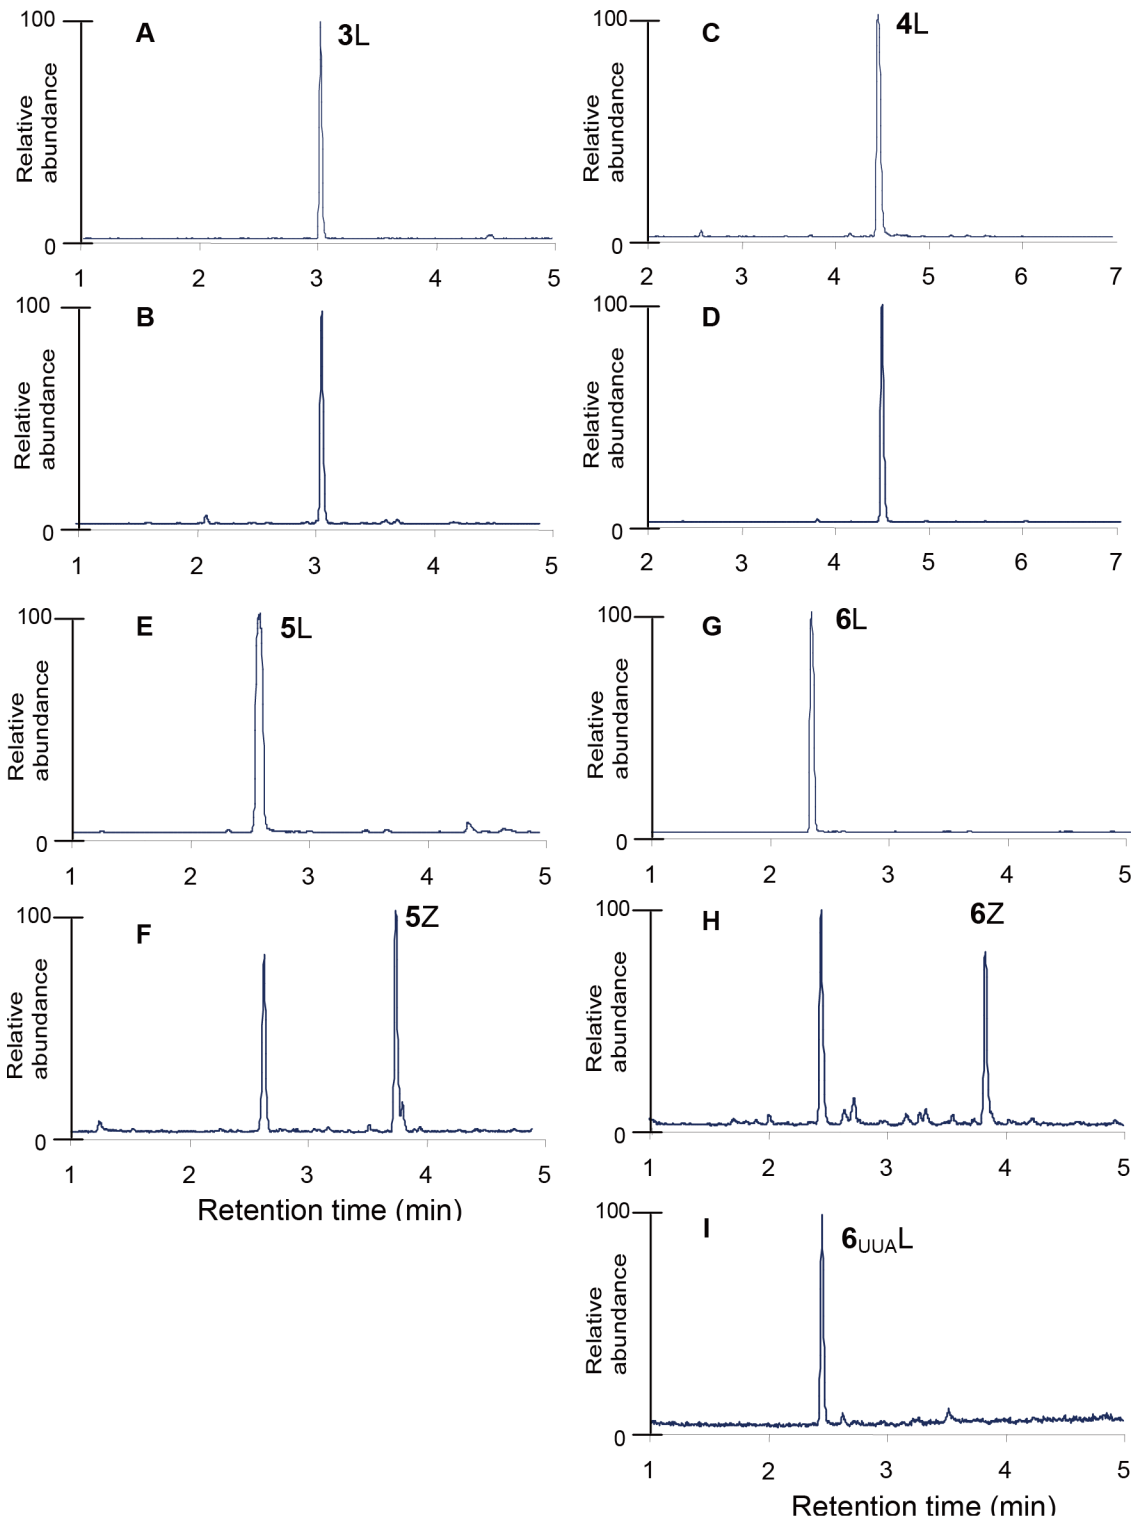 100
A
3L
Relative
abundance
0
1 2 3 4 5
100
C
4L
Relative
abundance
0
2 3 4 5 6 7
100
B
Relative
abundance
0
1 2 3 4 5
100
D
Relative
abundance
0
2 3 4 5 6 7
100
E
5L
Relative
abundance
0
1 2 3 4 5
100
G
6L
Relative
abundance
0
1 2 3 4 5
100
F
5Z
Relative
abundance
0
1 2 3 4 5
Retention time (min)
100
H
6Z
Relative
abundance
0
1 2 3 4 5
100
I
6UUAL
Relative
abundance
0
1 2 3 4 5
Retention time (min)